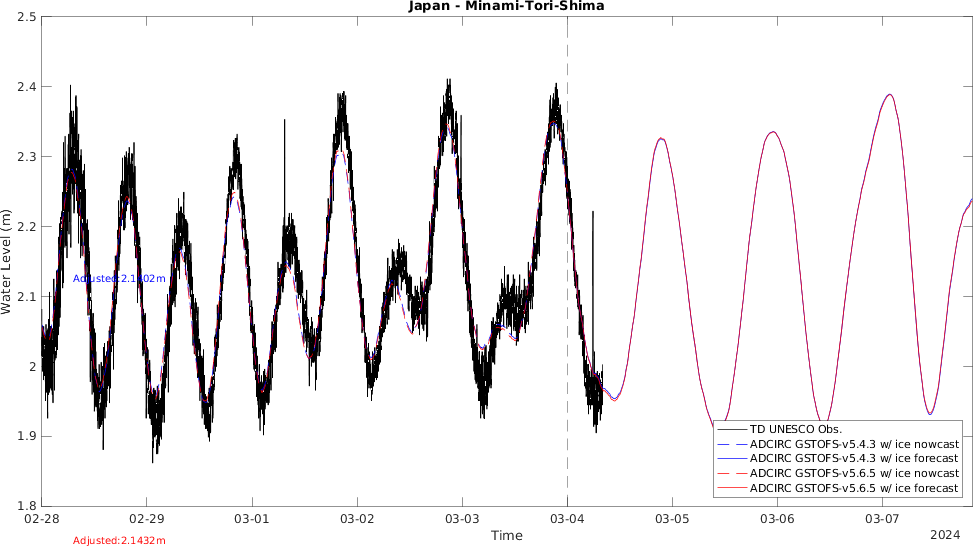 Japan - Minami-Tori-Shima
2.5
2.4
2.3
2.2
2.1
2
1.9
1.8
Water Level (m)
Adjusted:2.1402m
TD UNESCO Obs.
ADCIRC GSTOFS-v5.4.3 w/ ice nowcast
ADCIRC GSTOFS-v5.4.3 w/ ice forecast
ADCIRC GSTOFS-v5.6.5 w/ ice nowcast
ADCIRC GSTOFS-v5.6.5 w/ ice forecast
02-28 02-29 03-01 03-02 03-02 03-04 03-05 03-06 03-07
Time
2024
Adjusted:2.1432m